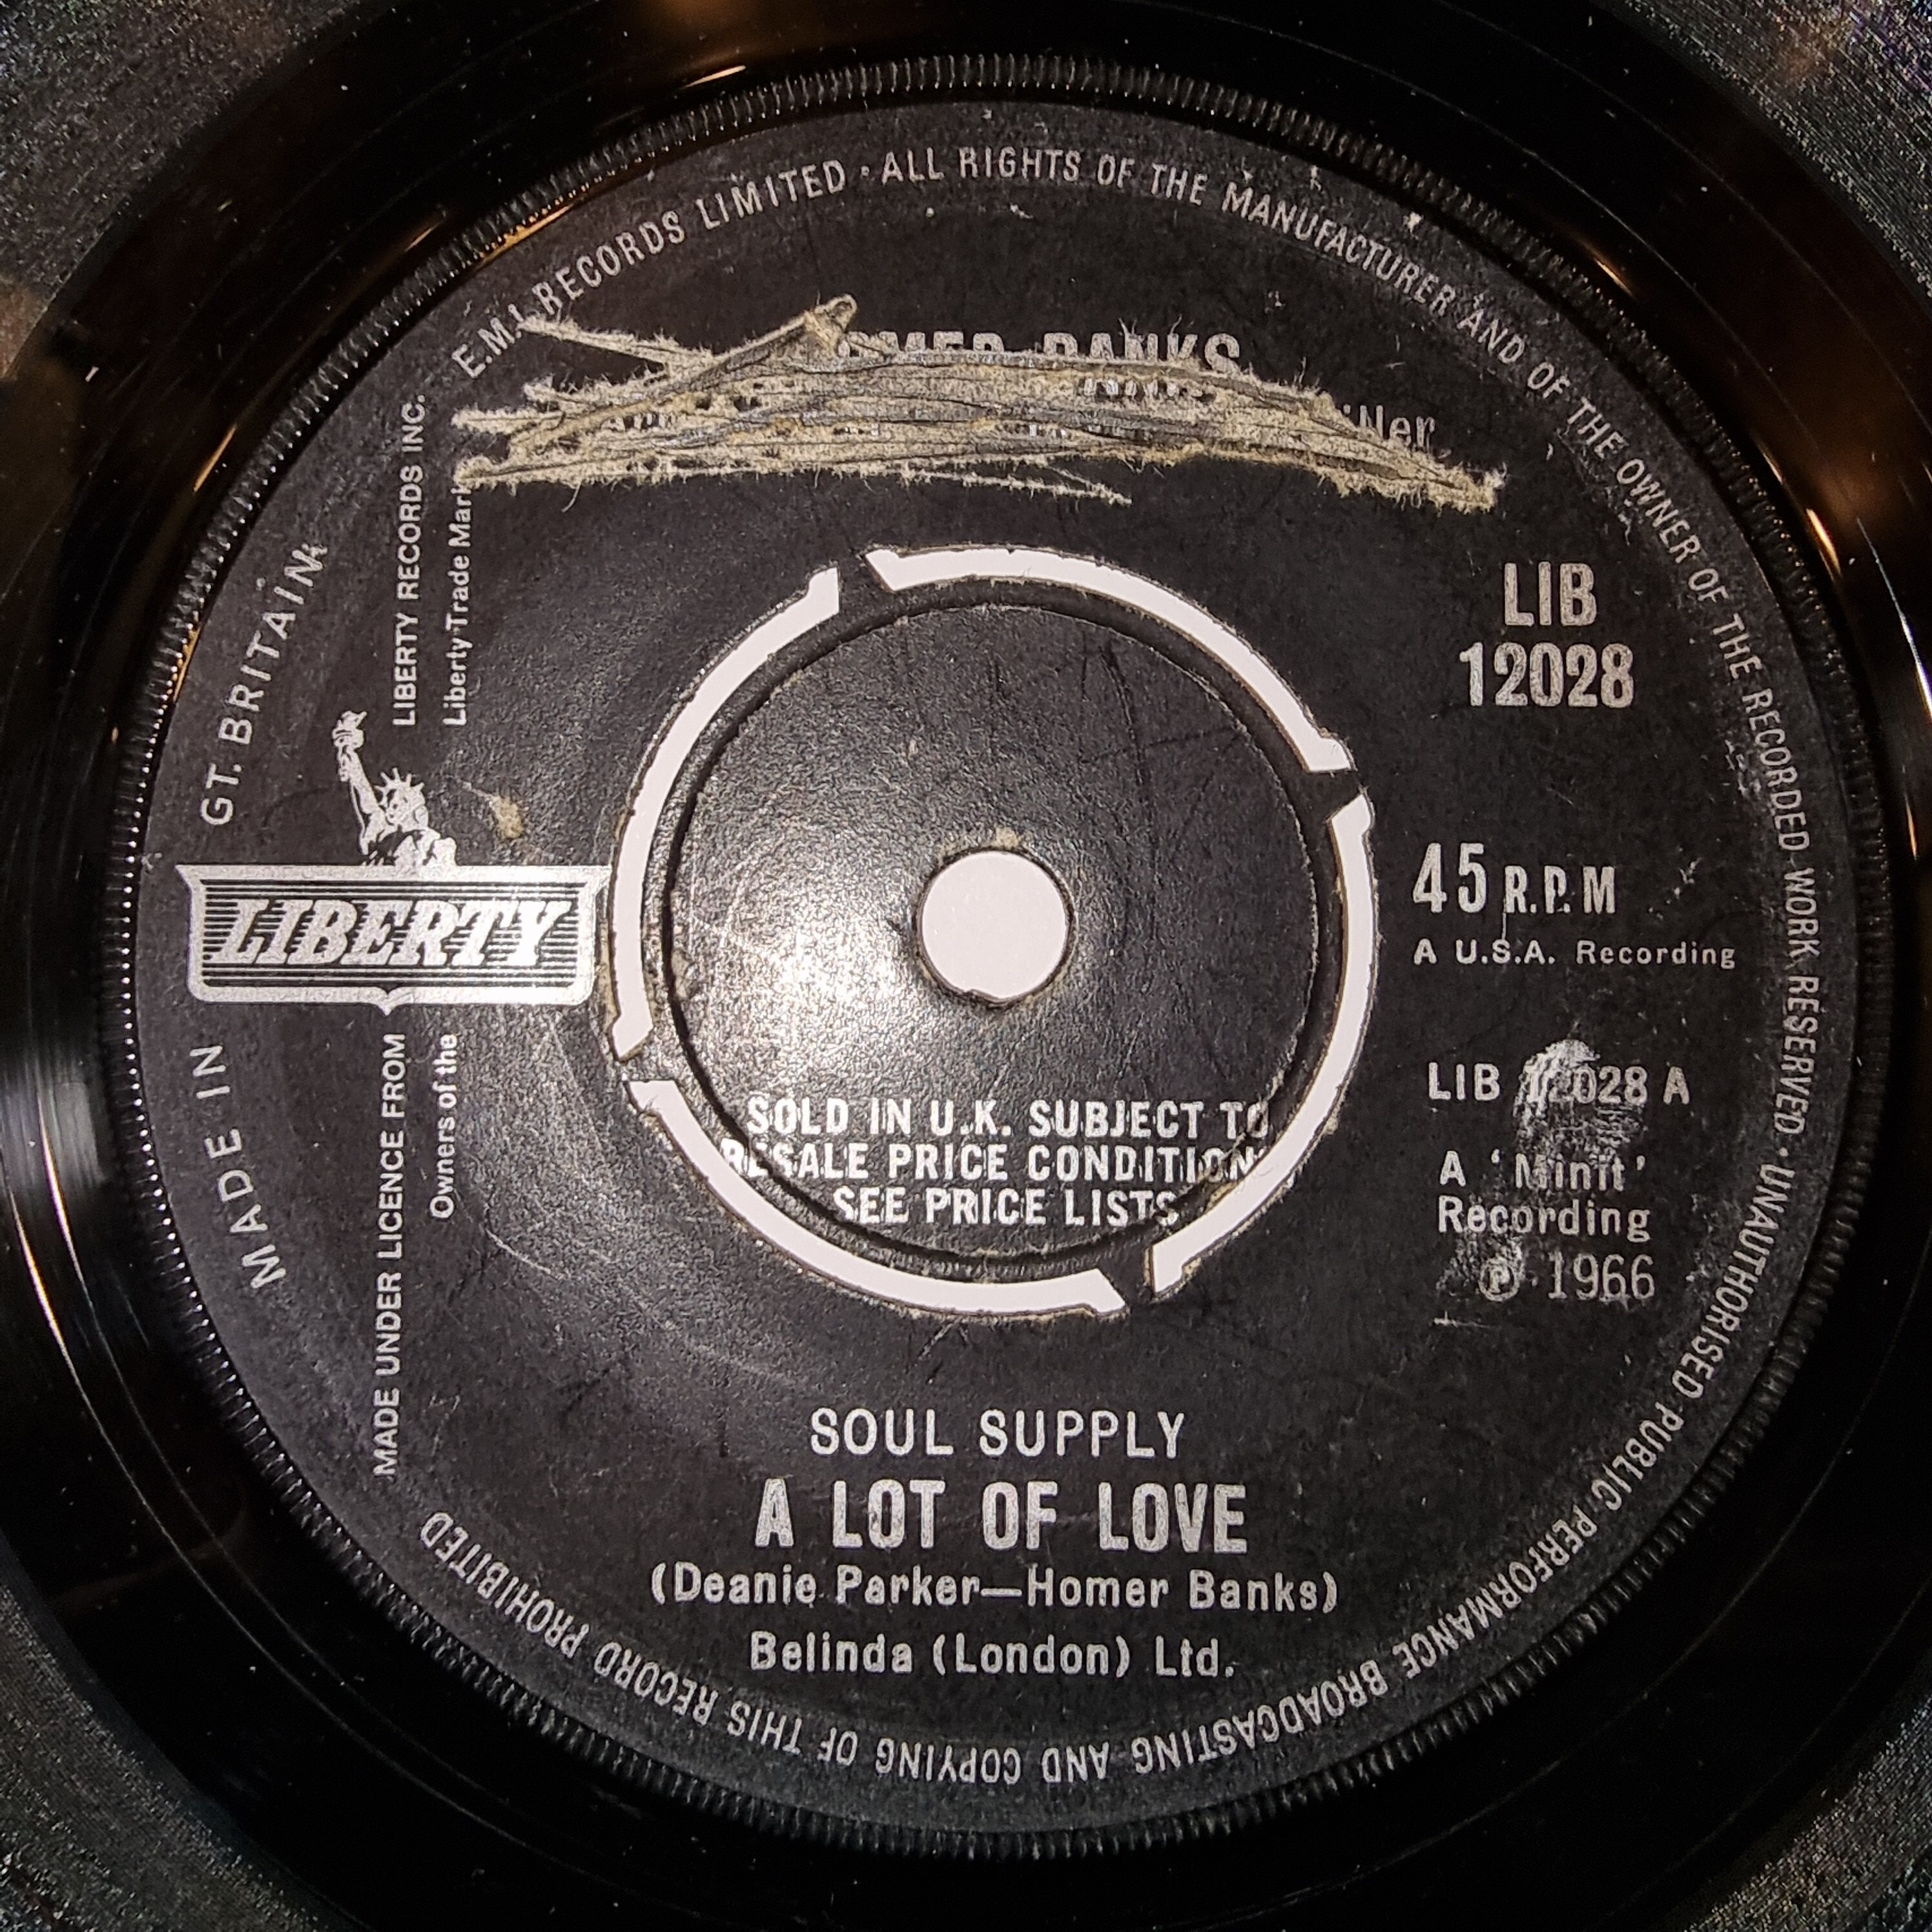 E.M.I. RECORDS LIMITED · ALL RIGHTS OF THE MANUFACTURER AND OF THE OWNER OF THE RECORDED WORK RESERVED · UNAUTHORISED PUBLIC PERFORMANCE BROADCASTING AND COPYING OF THIS RECORD PROHIBITED
MADE IN GT. BRITAIN
BANKS
LIBERTY
MADE UNDER LICENCE FROM LIBERTY RECORDS INC.
Owners of the Liberty Trade Mark
LIB
12028
45 R.P.M
A U.S.A. Recording
LIB 12028 A
A 'Minit'
Recording
℗ 1966
SOLD IN U.K. SUBJECT TO
RESALE PRICE CONDITIONS,
SEE PRICE LISTS
SOUL SUPPLY
A LOT OF LOVE
(Deanie Parker—Homer Banks)
Belinda (London) Ltd.